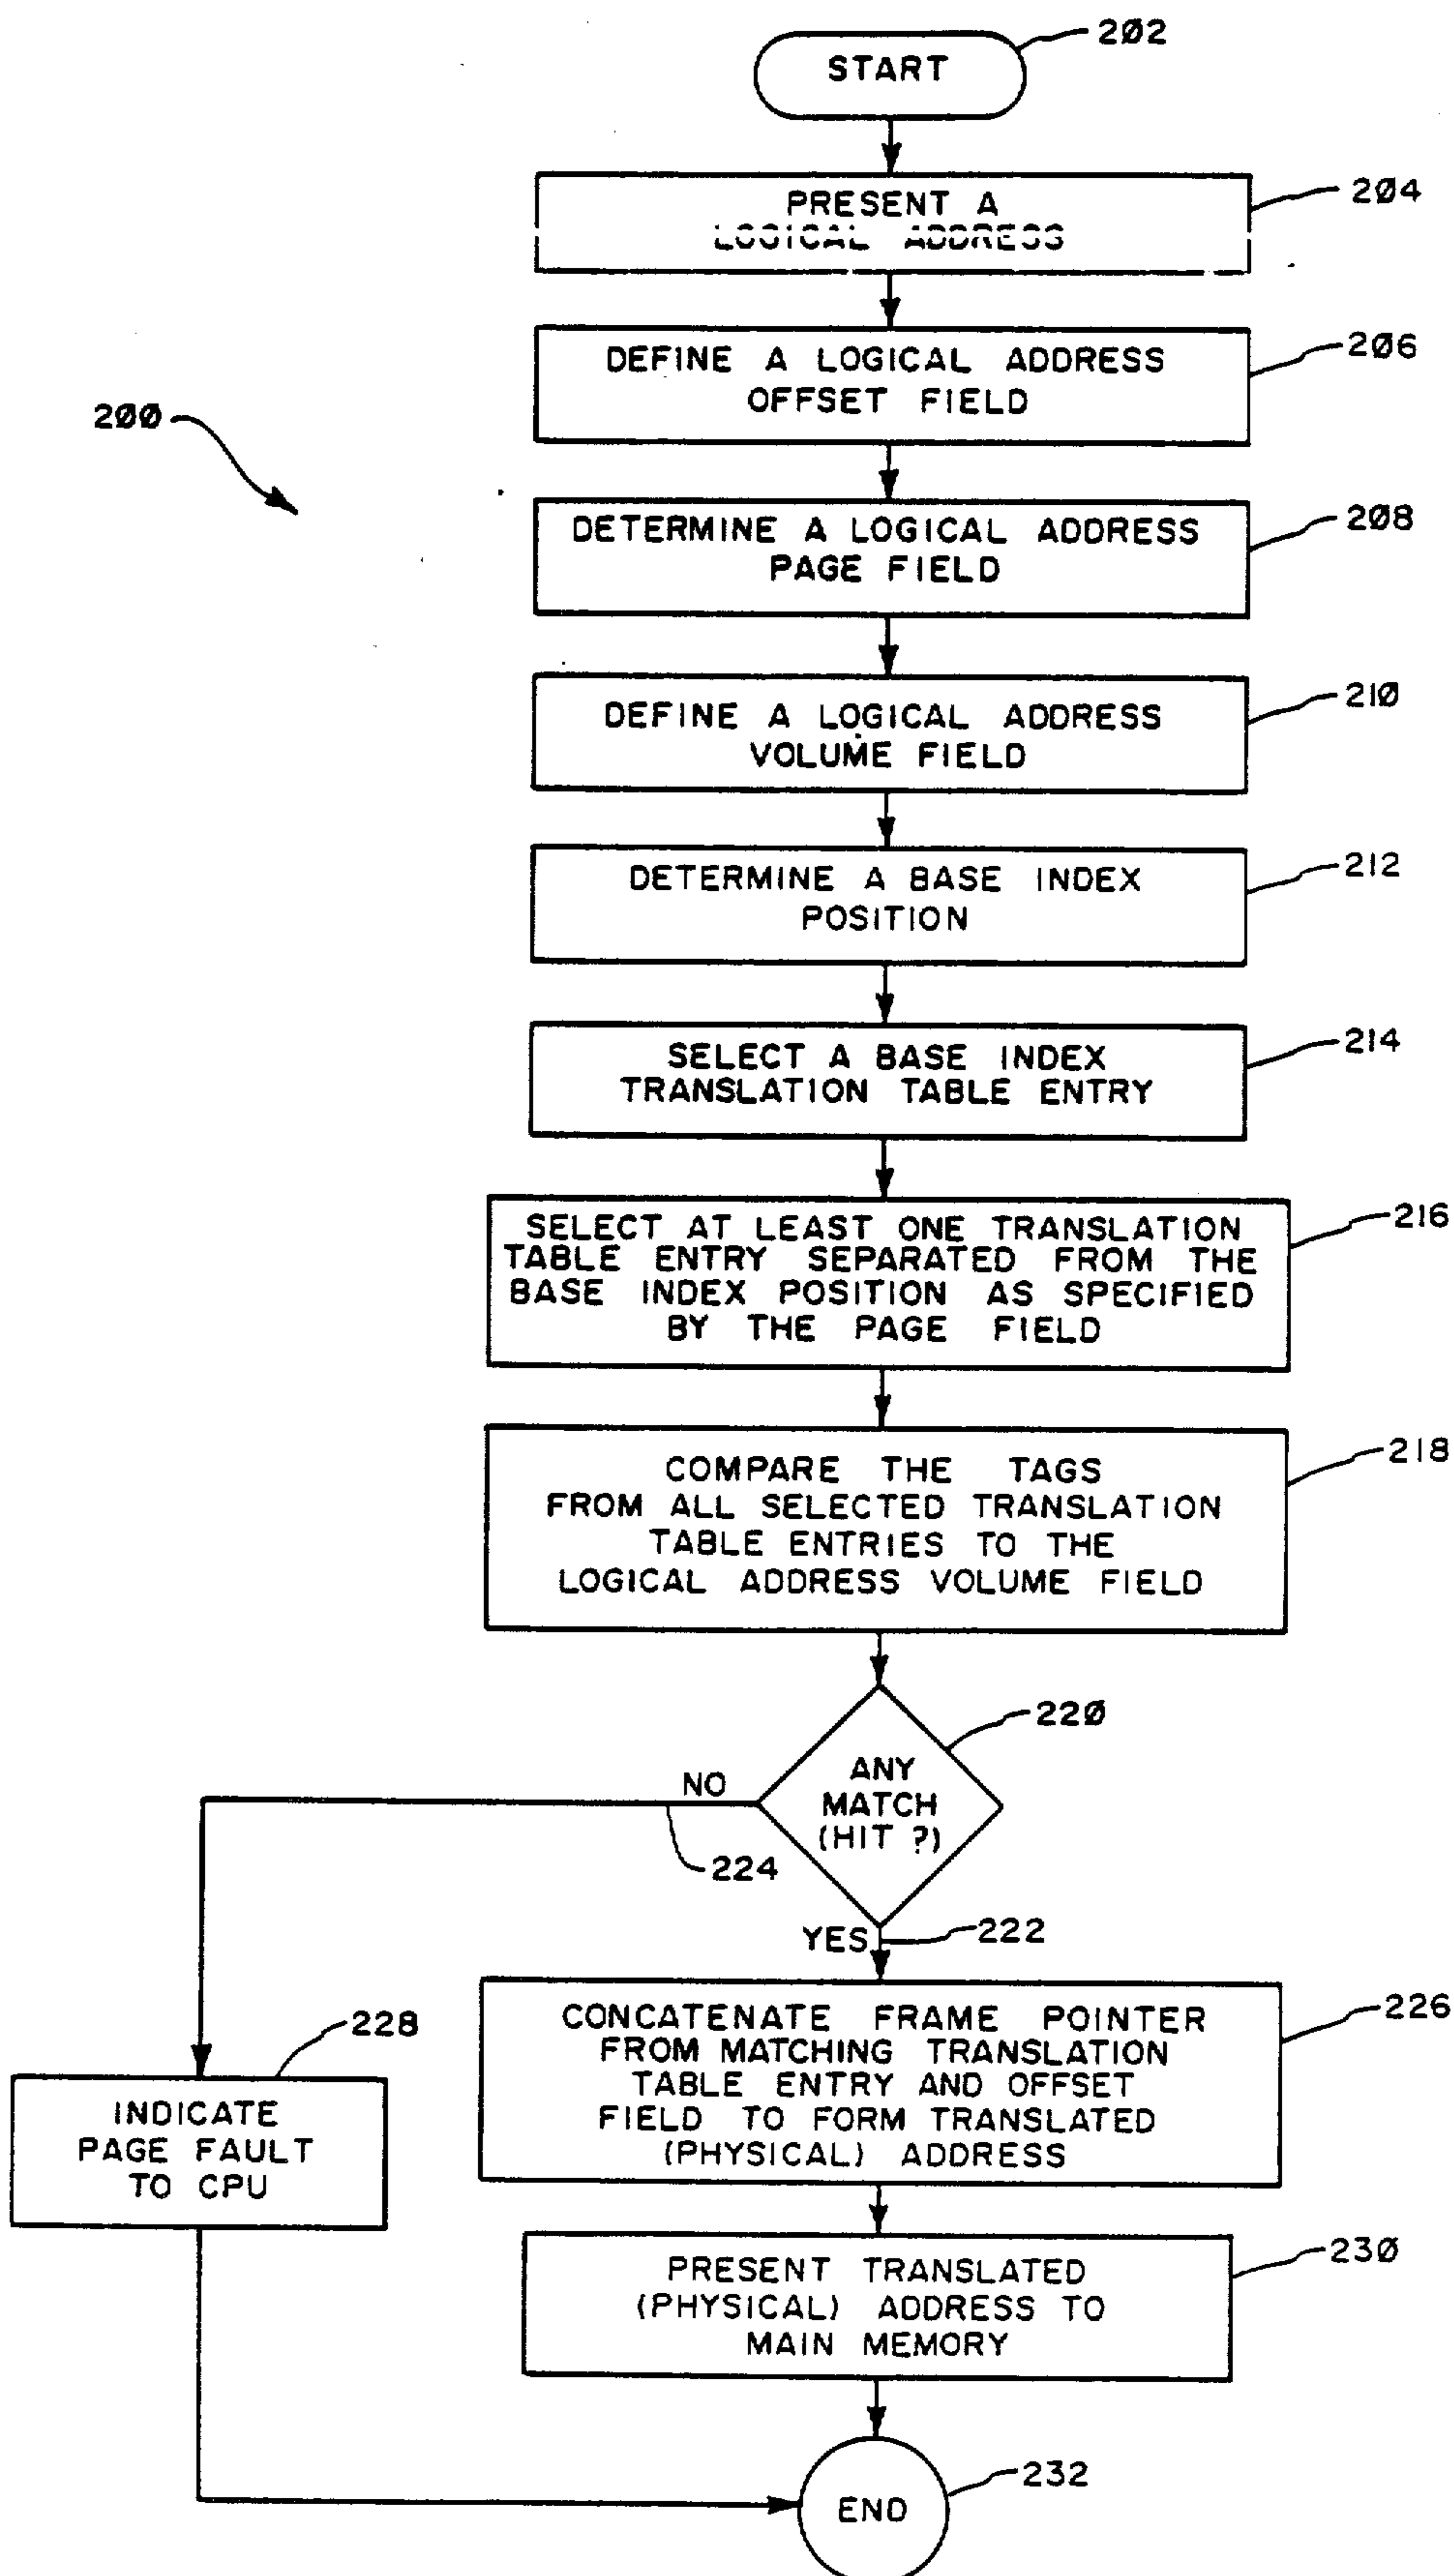 START
202
PRESENT A
LOGICAL ADDRESS
204
DEFINE A LOGICAL ADDRESS
OFFSET FIELD
206
200
DETERMINE A LOGICAL ADDRESS
PAGE FIELD
208
DEFINE A LOGICAL ADDRESS
VOLUME FIELD
210
DETERMINE A BASE INDEX
POSITION
212
SELECT A BASE INDEX
TRANSLATION TABLE ENTRY
214
SELECT AT LEAST ONE TRANSLATION
TABLE ENTRY SEPARATED FROM THE
BASE INDEX POSITION AS SPECIFIED
BY THE PAGE FIELD
216
COMPARE THE TAGS
FROM ALL SELECTED TRANSLATION
TABLE ENTRIES TO THE
LOGICAL ADDRESS VOLUME FIELD
218
ANY
MATCH
(HIT ?)
220
NO
224
YES
222
CONCATENATE FRAME POINTER
FROM MATCHING TRANSLATION
TABLE ENTRY AND OFFSET
FIELD TO FORM TRANSLATED
(PHYSICAL) ADDRESS
226
INDICATE
PAGE FAULT
TO CPU
228
PRESENT TRANSLATED
(PHYSICAL) ADDRESS TO
MAIN MEMORY
230
END
232